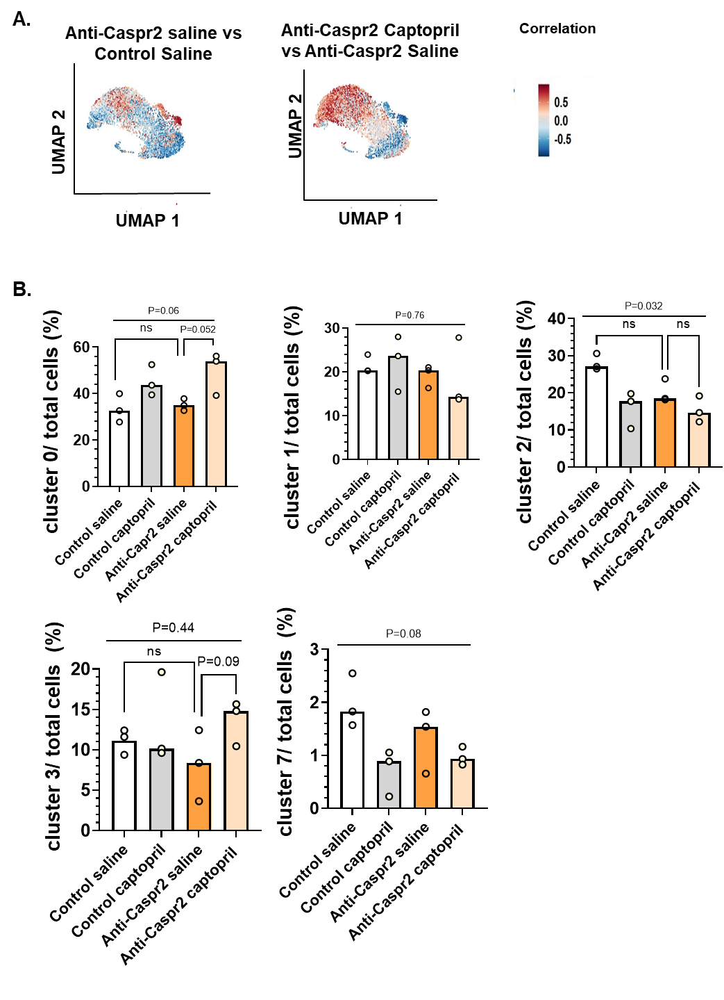 A.
Anti-Caspr2 saline vs
Control Saline
Anti-Caspr2 Captopril
vs Anti-Caspr2 Saline
Correlation
0.5
0.0
-0.5
UMAP 2
UMAP 1
UMAP 2
UMAP 1
B.
cluster 0/ total cells (%)
P=0.06
ns
P=0.052
60
40
20
0
Control saline
Control captopril
Anti-Capr2 saline
Anti-Caspr2 captopril
cluster 1/ total cells (%)
P=0.76
30
20
10
0
Control saline
Control captopril
Anti-Caspr2 saline
Anti-Caspr2 captopril
cluster 2/ total cells (%)
P=0.032
ns
ns
40
30
20
10
0
Control saline
Control captopril
Anti-Capr2 saline
Anti-Caspr2 captopril
cluster 3/ total cells (%)
P=0.44
ns
P=0.09
20
15
10
5
0
Control saline
Control captopril
Anti-Caspr2 saline
Anti-Caspr2 captopril
cluster 7/ total cells (%)
P=0.08
3
2
1
0
Control saline
Control captopril
Anti-Caspr2 saline
Anti-Caspr2 captopril